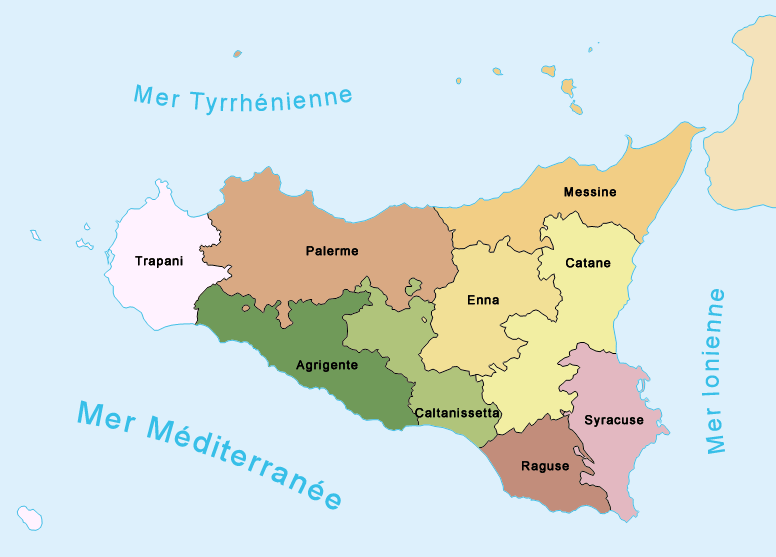 Mer Tyrrhénienne
Messine
Palerme
Trapani
Catane
Enna
Mer Ionienne
Agrigente
Caltanissetta
Syracuse
Mer Méditerranée
Raguse